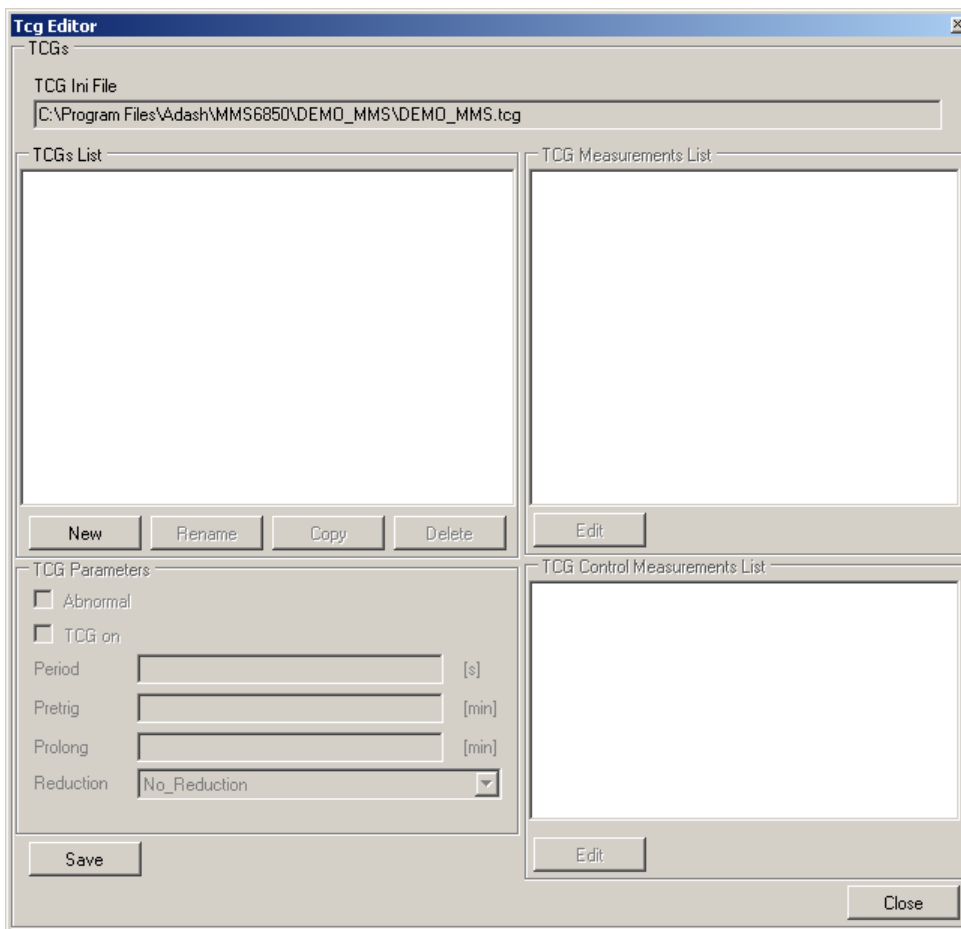 Tcg Editor
TCGs
TCG Ini File
C:\Program Files\Adash\MMS6850\DEMO_MMS\DEMO_MMS.tcg
TCGs List
TCG Measurements List
New Rename Copy Delete
Edit
TCG Parameters
TCG Control Measurements List
Abnormal
TCG on
Period [s]
Pretrig [min]
Prolong [min]
Reduction No_Reduction
Save
Edit
Close